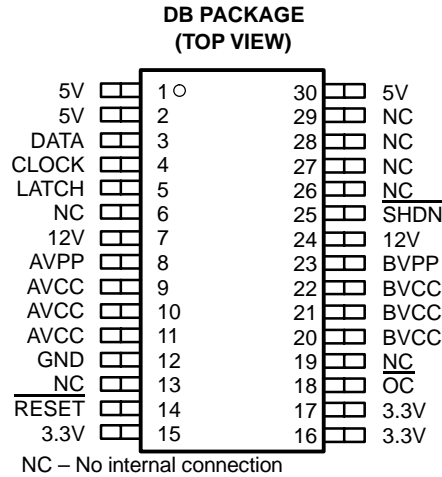 DB PACKAGE
(TOP VIEW)
5V 1 30 5V
5V 2 29 NC
DATA 3 28 NC
CLOCK 4 27 NC
LATCH 5 26 NC
NC 6 25 SHDN
12V 7 24 12V
AVPP 8 23 BVPP
AVCC 9 22 BVCC
AVCC 10 21 BVCC
AVCC 11 20 BVCC
GND 12 19 NC
NC 13 18 OC
RESET 14 17 3.3V
3.3V 15 16 3.3V
NC – No internal connection